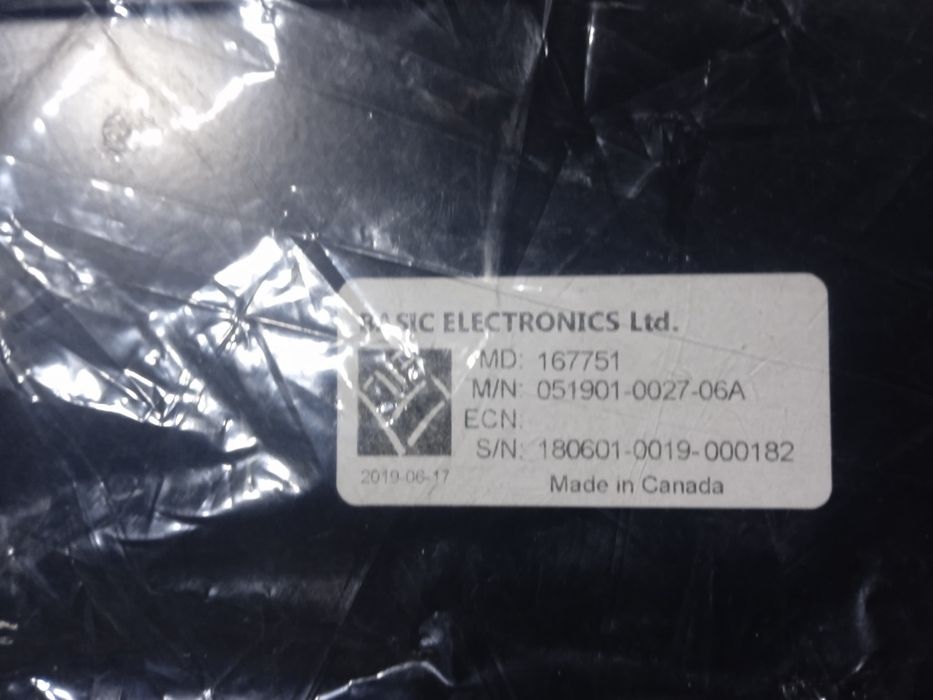 BASIC ELECTRONICS Ltd.
MD: 167751
M/N: 051901-0027-06A
ECN:
S/N: 180601-0019-000182
2019-06-17
Made in Canada